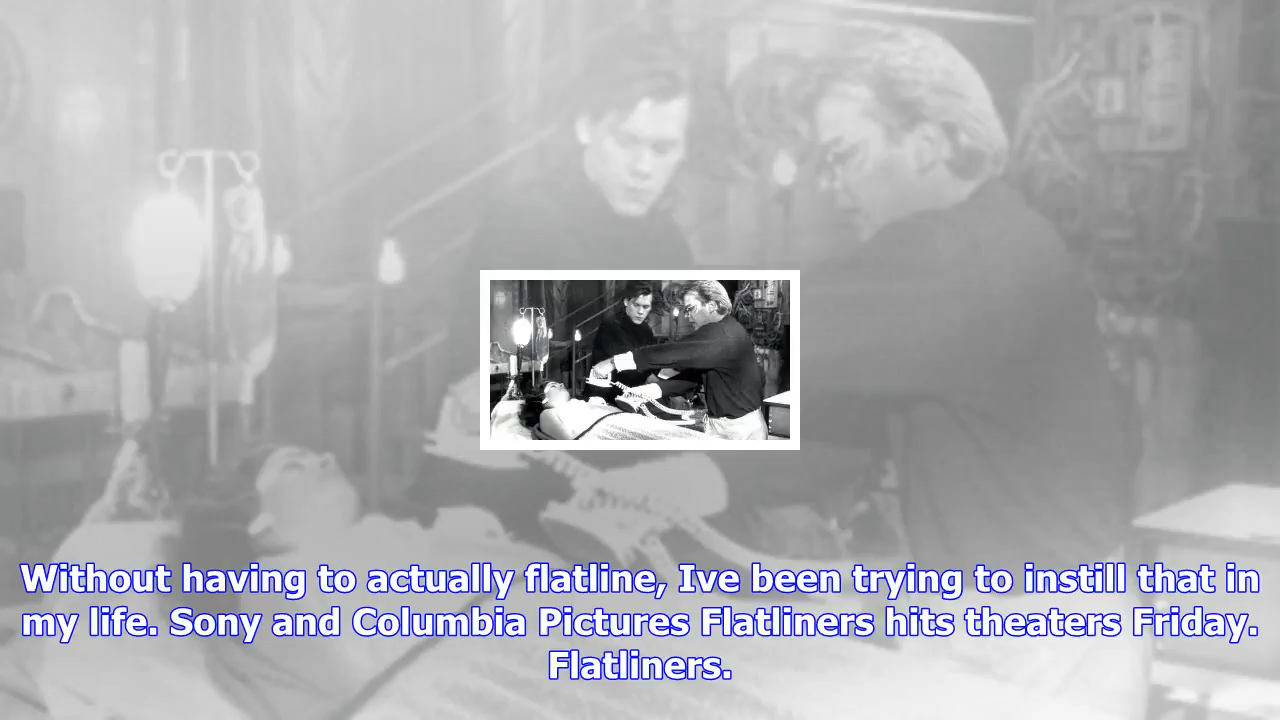 Without having to actually flatline, Ive been trying to instill that in
my life. Sony and Columbia Pictures Flatliners hits theaters Friday.
Flatliners.